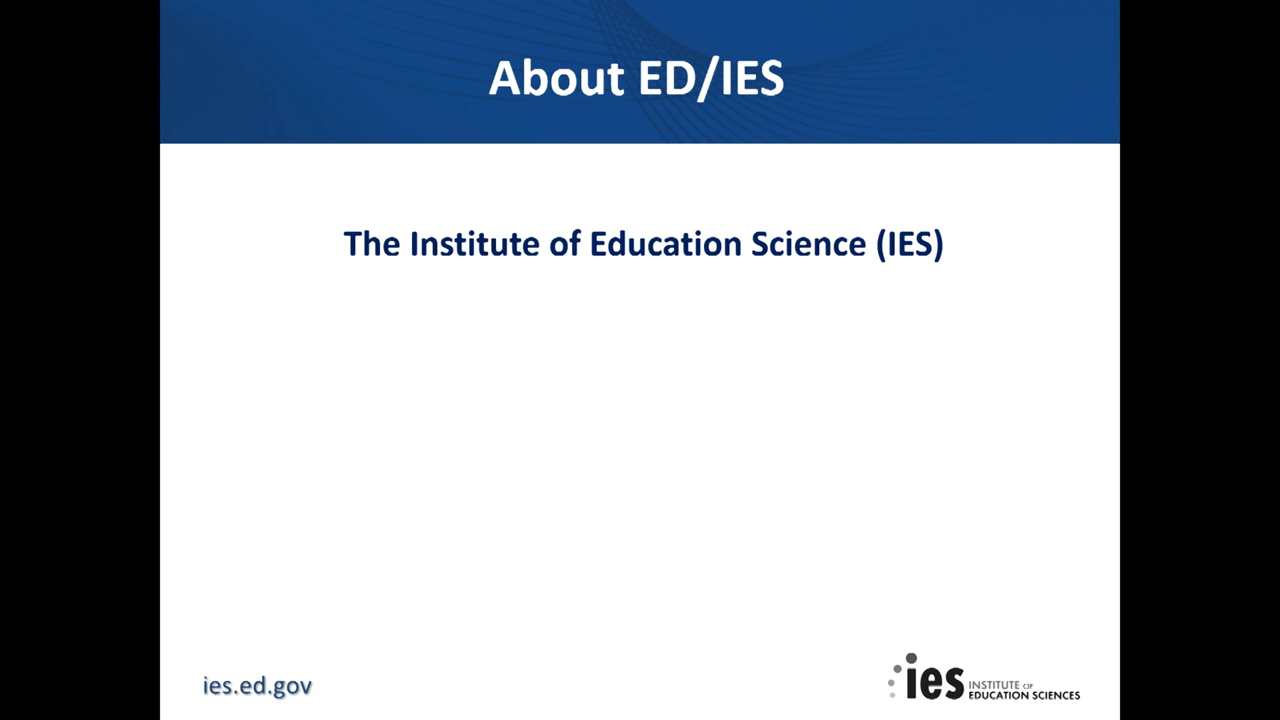 About ED/IES
The Institute of Education Science (IES)
ies.ed.gov
ies INSTITUTE OF
EDUCATION SCIENCES